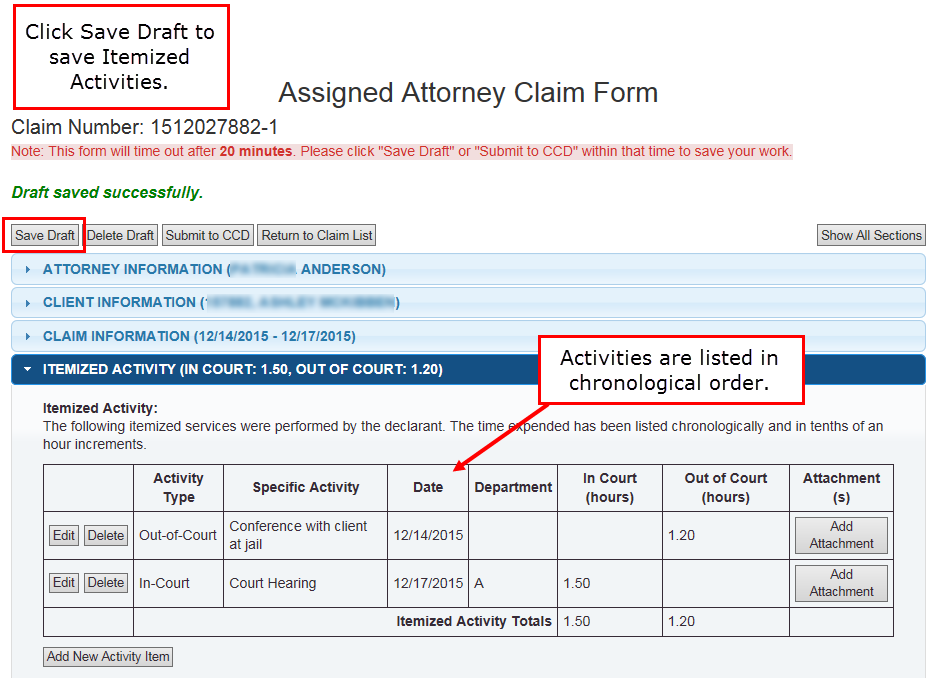 Click Save Draft to
save Itemized
Activities.
Assigned Attorney Claim Form
Claim Number: 1512027882-1
Note: This form will time out after 20 minutes. Please click "Save Draft" or "Submit to CCD" within that time to save your work.
Draft saved successfully.
Save Draft Delete Draft Submit to CCD Return to Claim List Show All Sections
ATTORNEY INFORMATION ( ANDERSON)
CLIENT INFORMATION ( )
CLAIM INFORMATION (12/14/2015 - 12/17/2015)
Activities are listed in
chronological order.
ITEMIZED ACTIVITY (IN COURT: 1.50, OUT OF COURT: 1.20)
Itemized Activity:
The following itemized services were performed by the declarant. The time expended has been listed chronologically and in tenths of an
hour increments.
Activity Type Specific Activity Date Department In Court (hours) Out of Court (hours) Attachment (s)
Edit Delete Out-of-Court Conference with client at jail 12/14/2015 1.20 Add Attachment
Edit Delete In-Court Court Hearing 12/17/2015 A 1.50 Add Attachment
Itemized Activity Totals 1.50 1.20
Add New Activity Item